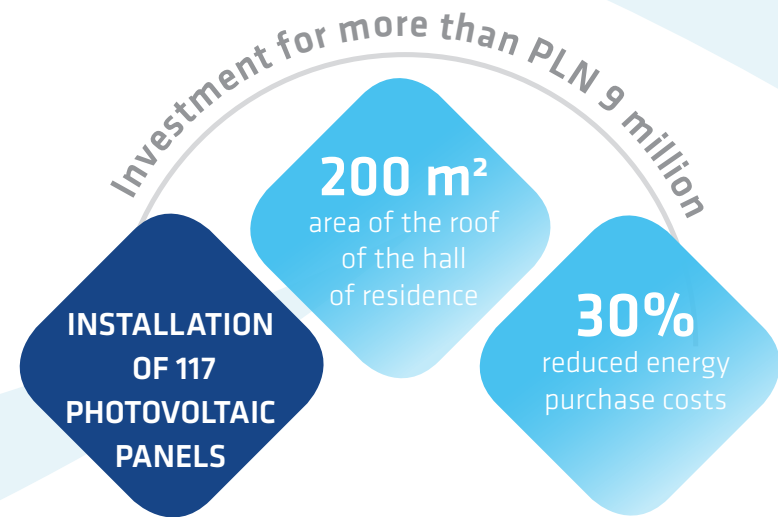 Investment for more than PLN 9 million
200 m²
area of the roof
of the hall
of residence
INSTALLATION
OF 117
PHOTOVOLTAIC
PANELS
30%
reduced energy
purchase costs